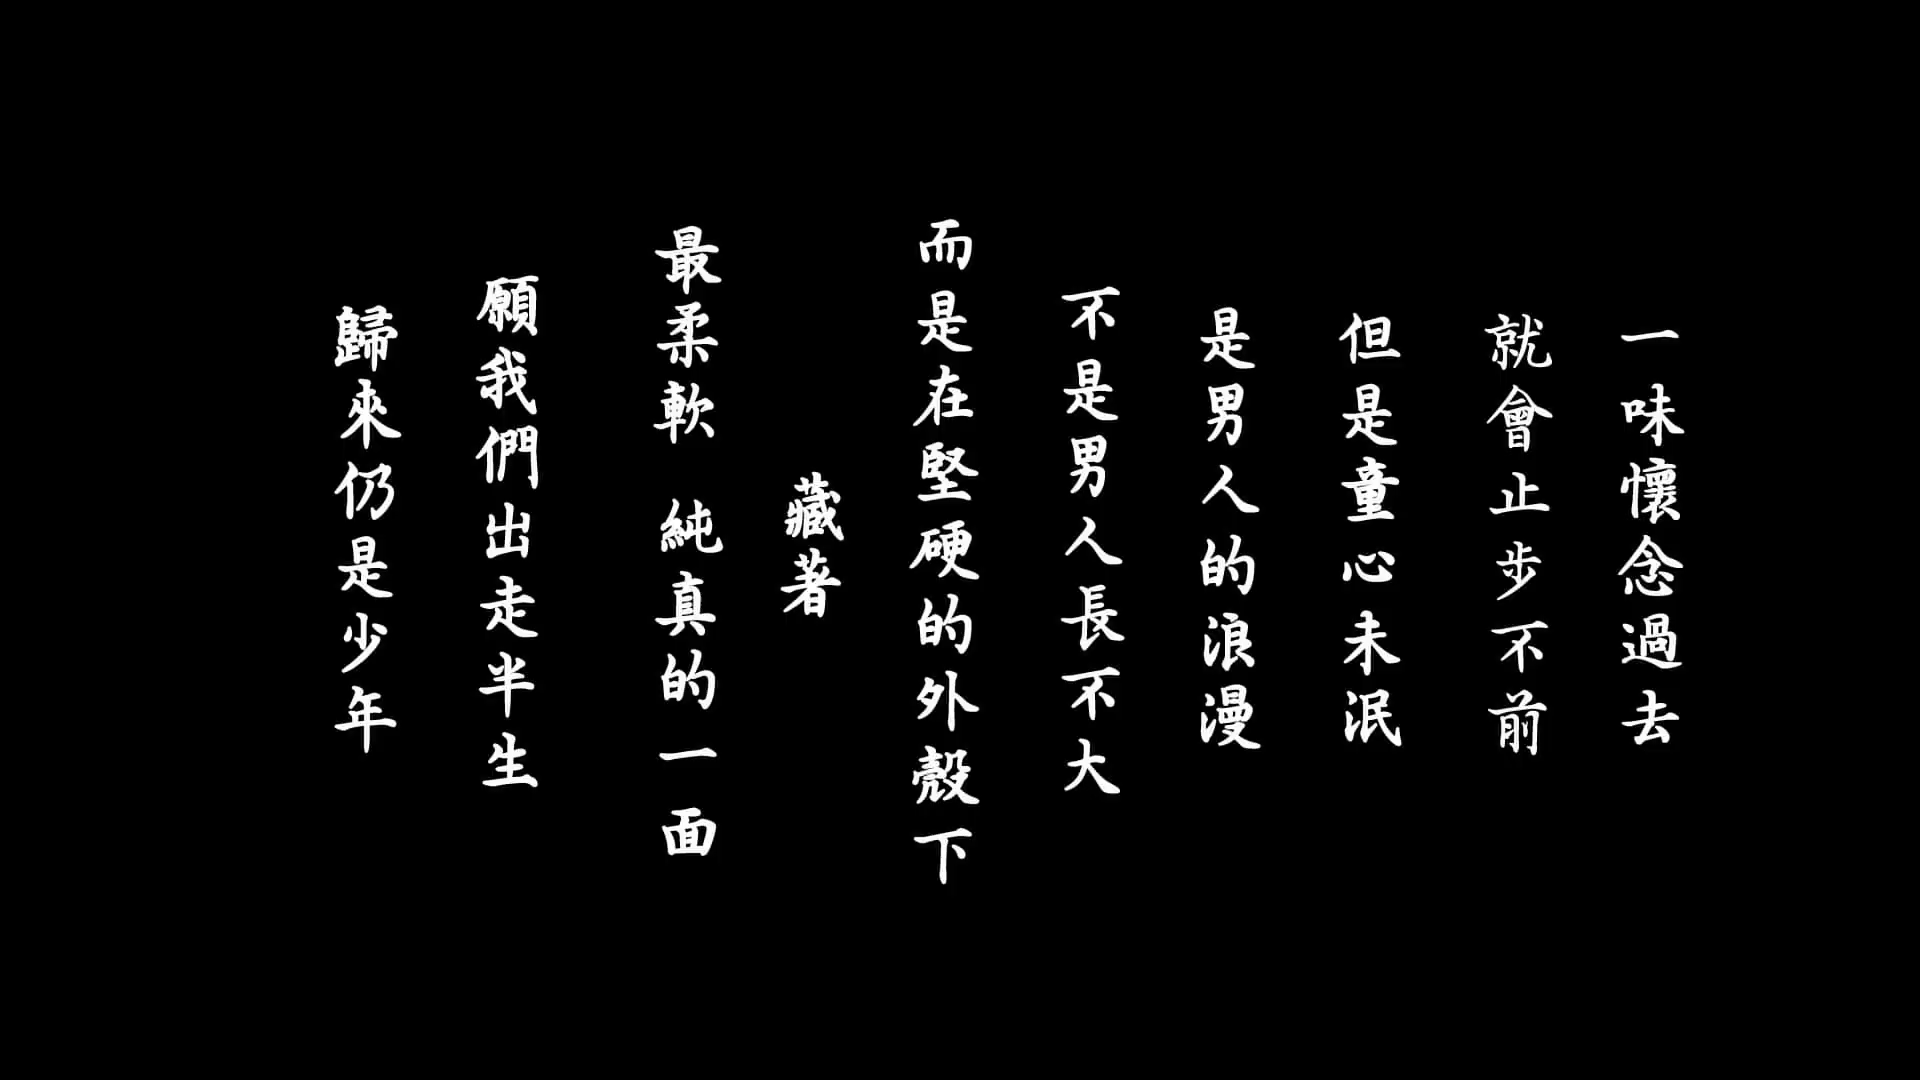 一味懷念過去
就會止步不前
但是童心未泯
是男人的浪漫
不是男人長不大
而是在堅硬的外殼下
藏著
最柔軟 純真的一面
願我們出走半生
歸來仍是少年